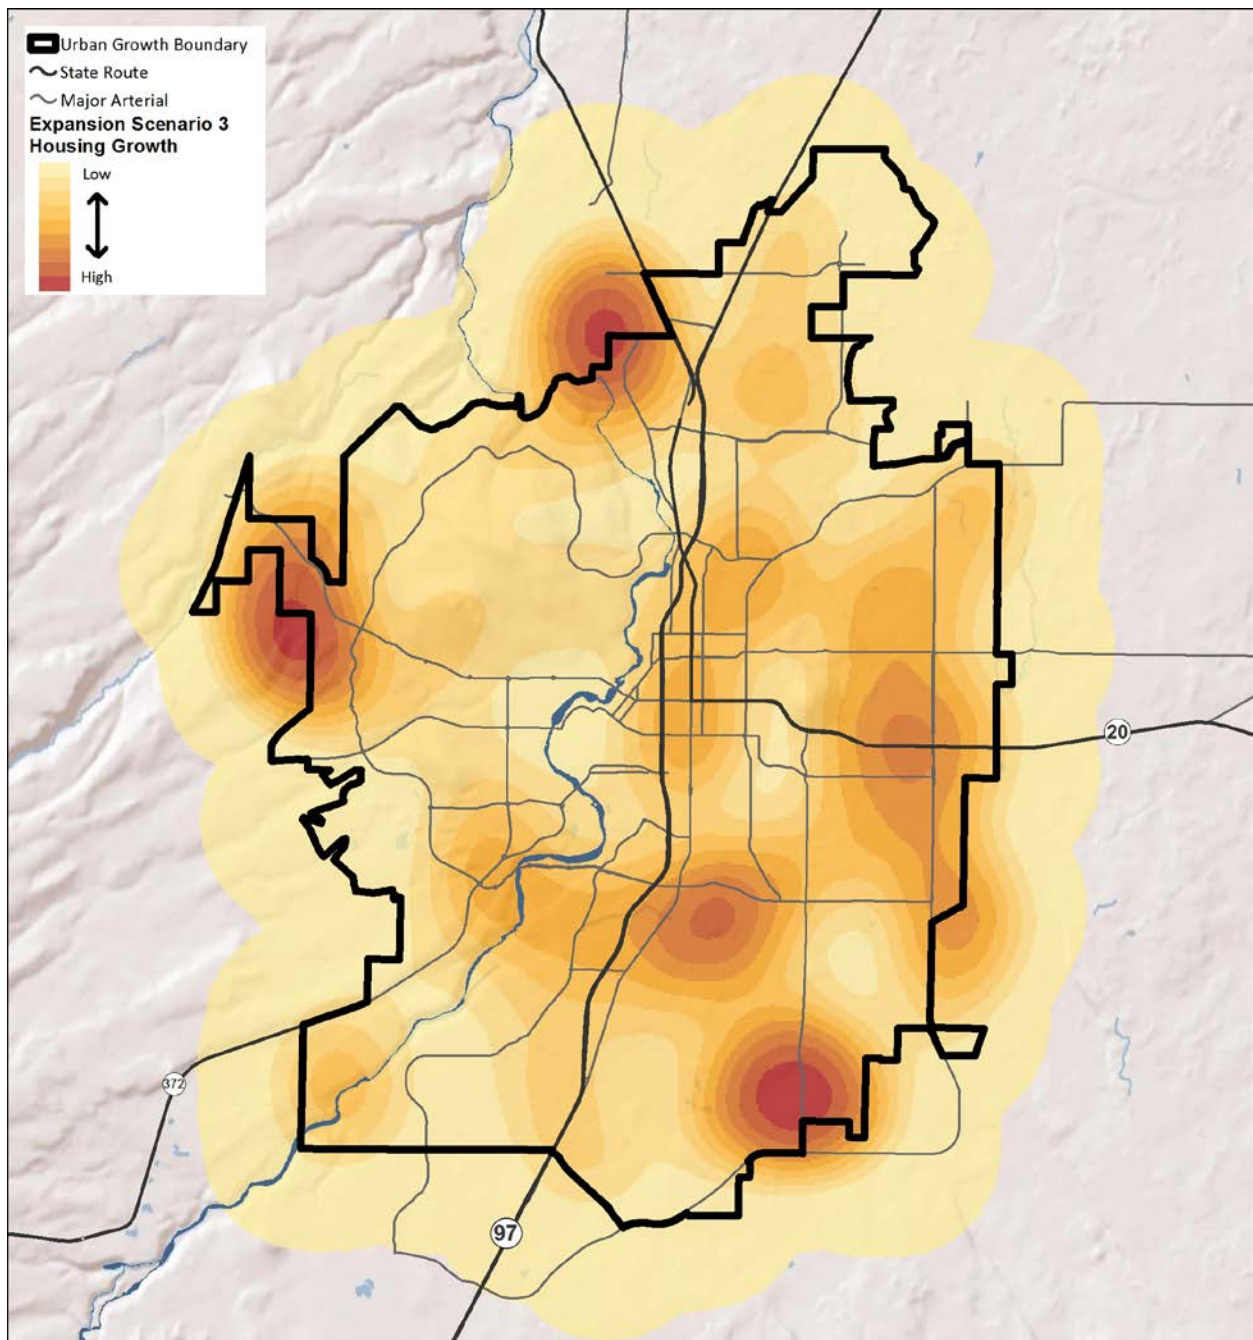 Urban Growth Boundary
State Route
Major Arterial
Expansion Scenario 3
Housing Growth
Low
High
20
372
97